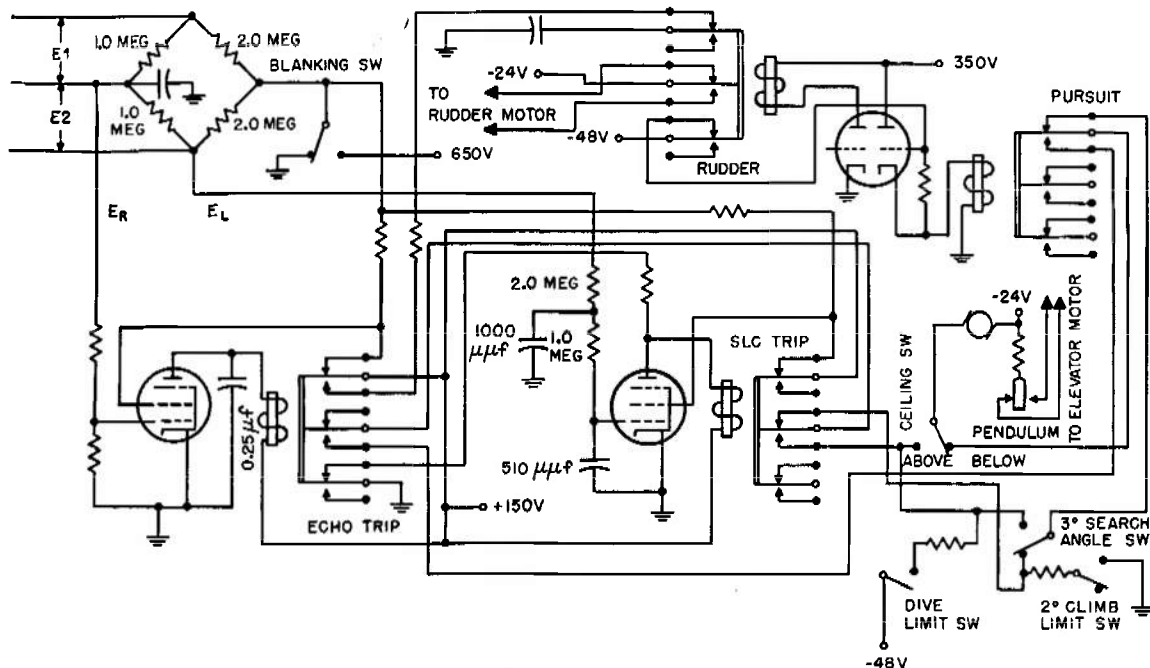 E1
1.0 MEG
2.0 MEG
BLANKING SW
E2
1.0
MEG
2.0 MEG
650V
-24V
TO
RUDDER MOTOR
-48V
RUDDER
350V
PURSUIT
E_R
E_L
2.0 MEG
1000
μμf
1.0
MEG
SLC TRIP
0.25μf
510 μμf
ECHO TRIP
+150V
CEILING SW
-24V
PENDULUM
TO ELEVATOR MOTOR
ABOVE BELOW
3° SEARCH
ANGLE SW
DIVE
LIMIT SW
2° CLIMB
LIMIT SW
-48V